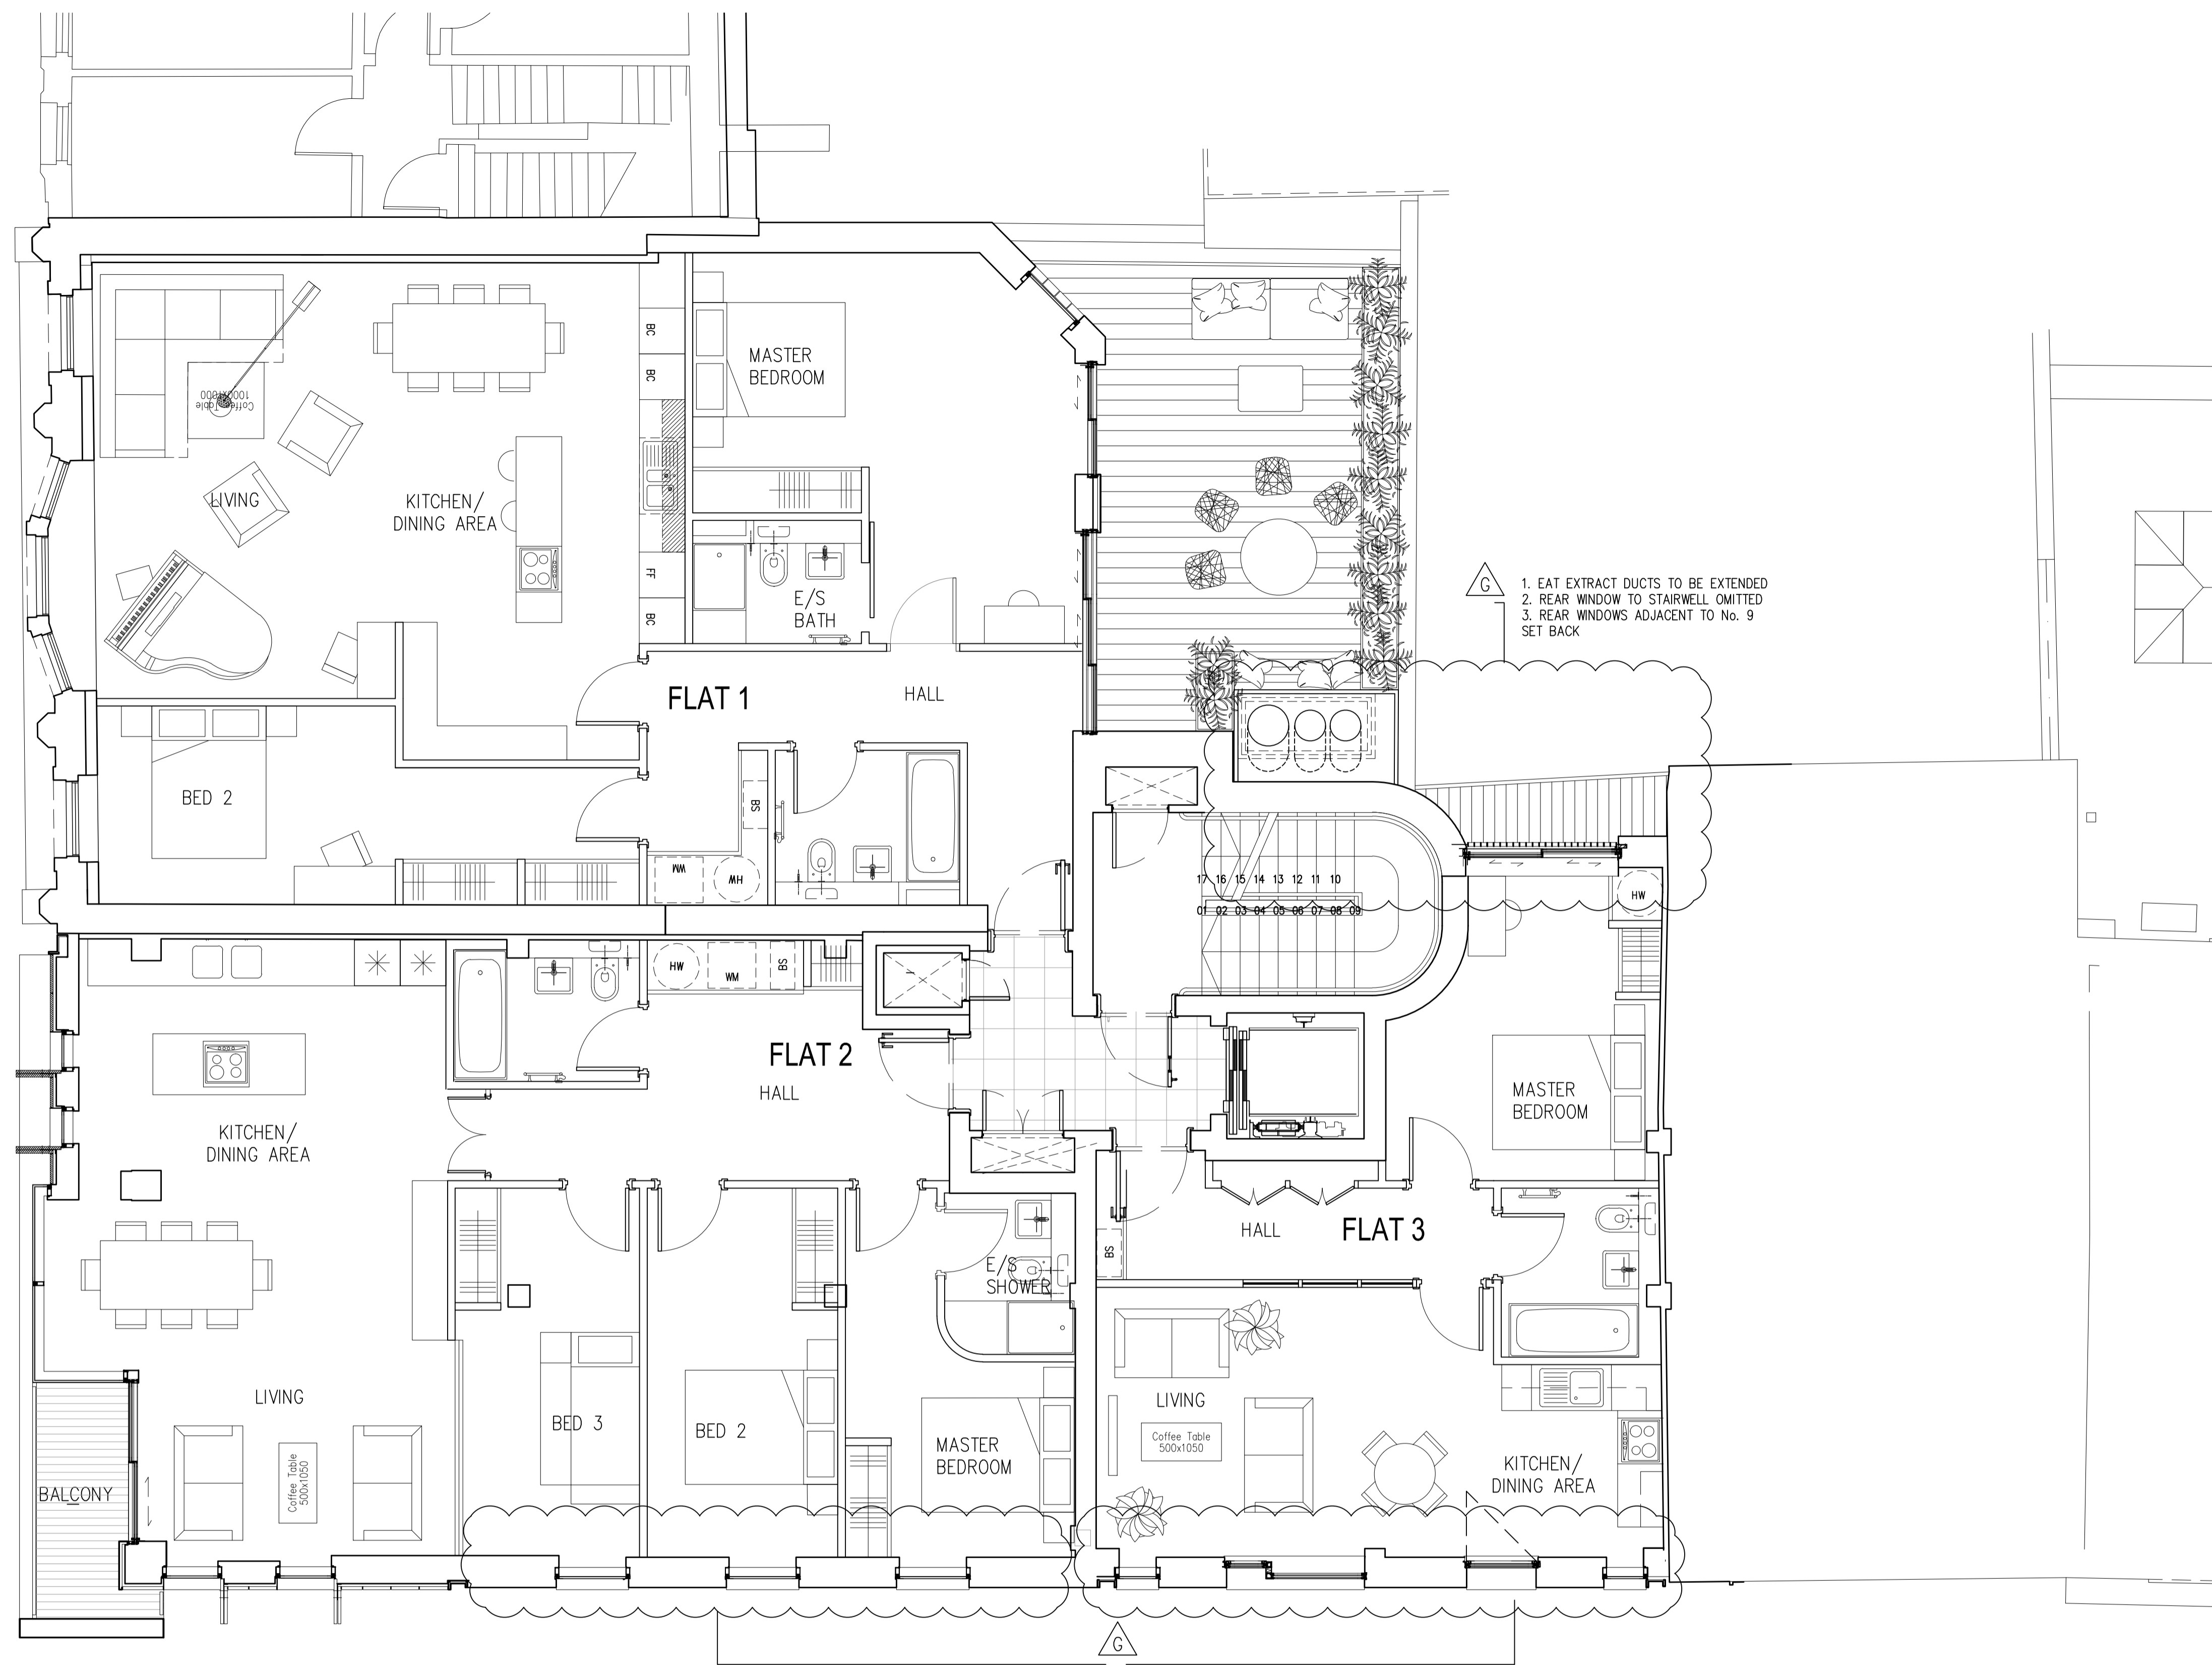 MASTER
BEDROOM
BC
BC
Coffee Table
1000x1000
LIVING
KITCHEN/
DINING AREA
FF
BC
E/S
BATH
G
1. EAT EXTRACT DUCTS TO BE EXTENDED
2. REAR WINDOW TO STAIRWELL OMITTED
3. REAR WINDOWS ADJACENT TO No. 9
SET BACK
FLAT 1
HALL
BED 2
BS
WM
HW
17 16 15 14 13 12 11 10
01 02 03 04 05 06 07 08 09
HW
HW
WM
BS
FLAT 2
HALL
KITCHEN/
DINING AREA
MASTER
BEDROOM
HALL
FLAT 3
BS
E/S
SHOWER
LIVING
BED 3
BED 2
MASTER
BEDROOM
LIVING
Coffee Table
500x1050
KITCHEN/
DINING AREA
BALCONY
Coffee Table
500x1050
G